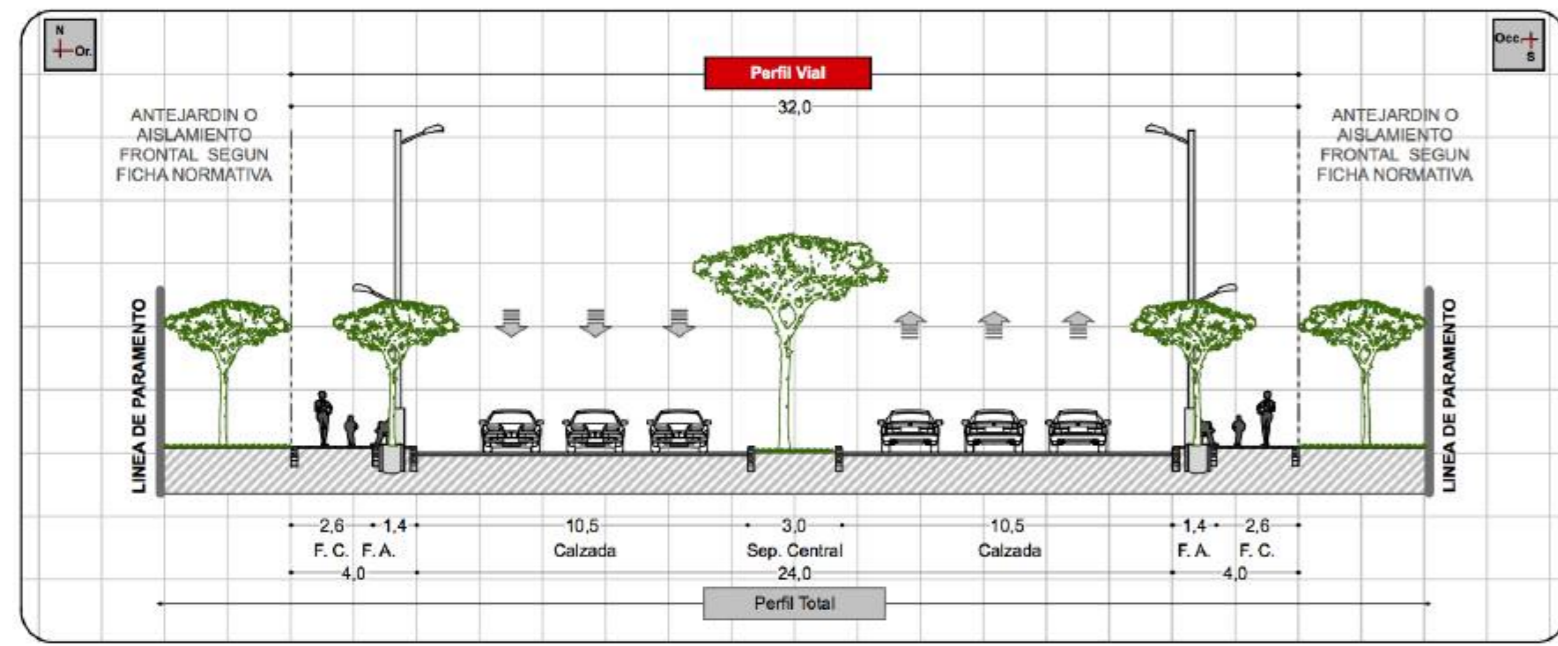 N
Or.
Occ.
S
Perfil Vial
32,0
ANTEJARDIN O
AISLAMIENTO
FRONTAL SEGUN
FICHA NORMATIVA
ANTEJARDIN O
AISLAMIENTO
FRONTAL SEGUN
FICHA NORMATIVA
LINEA DE PARAMENTO
LINEA DE PARAMENTO
2,6 1,4 10,5 3,0 10,5 1,4 2,6
F. C. F. A. Calzada Sep. Central Calzada F. A. F. C.
4,0 24,0 4,0
Perfil Total